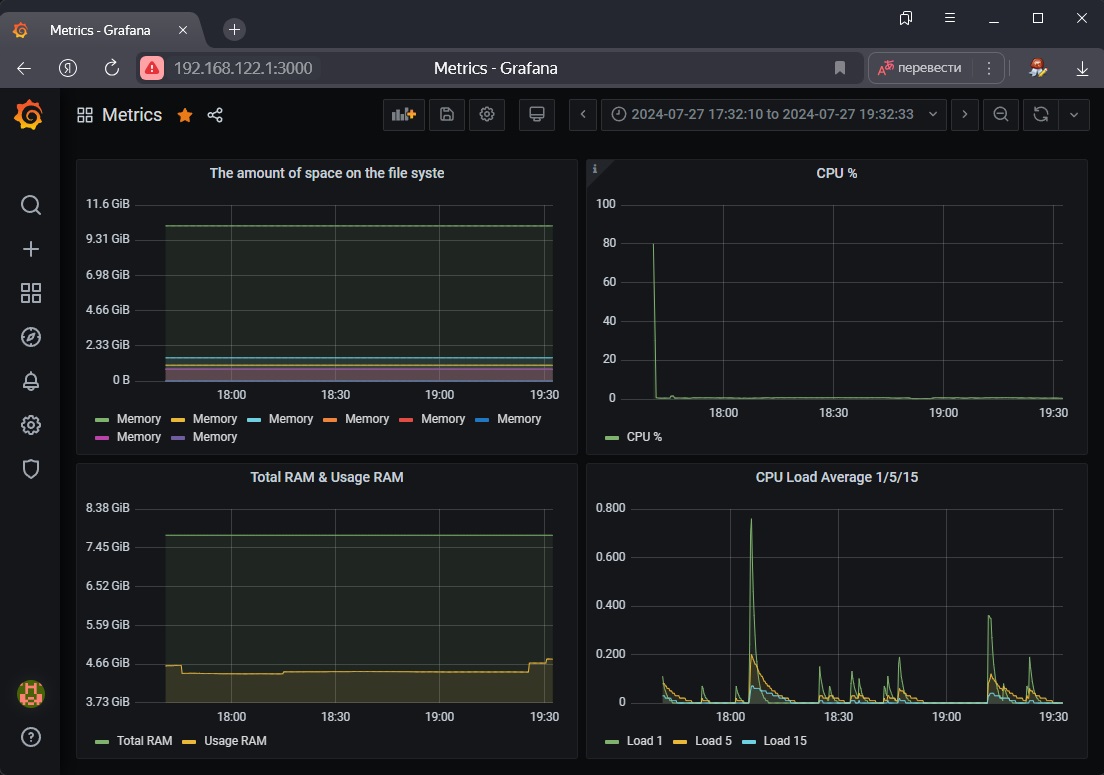 Metrics - Grafana
192.168.122.1:3000 Metrics - Grafana перевести
Metrics 2024-07-27 17:32:10 to 2024-07-27 19:32:33
The amount of space on the file syste
11.6 GiB
9.31 GiB
6.98 GiB
4.66 GiB
2.33 GiB
0 B
18:00 18:30 19:00 19:30
Memory Memory Memory Memory Memory Memory
Memory Memory
CPU %
100
80
60
40
20
0
18:00 18:30 19:00 19:30
CPU %
Total RAM & Usage RAM
8.38 GiB
7.45 GiB
6.52 GiB
5.59 GiB
4.66 GiB
3.73 GiB
18:00 18:30 19:00 19:30
Total RAM Usage RAM
CPU Load Average 1/5/15
0.800
0.600
0.400
0.200
0
18:00 18:30 19:00 19:30
Load 1 Load 5 Load 15